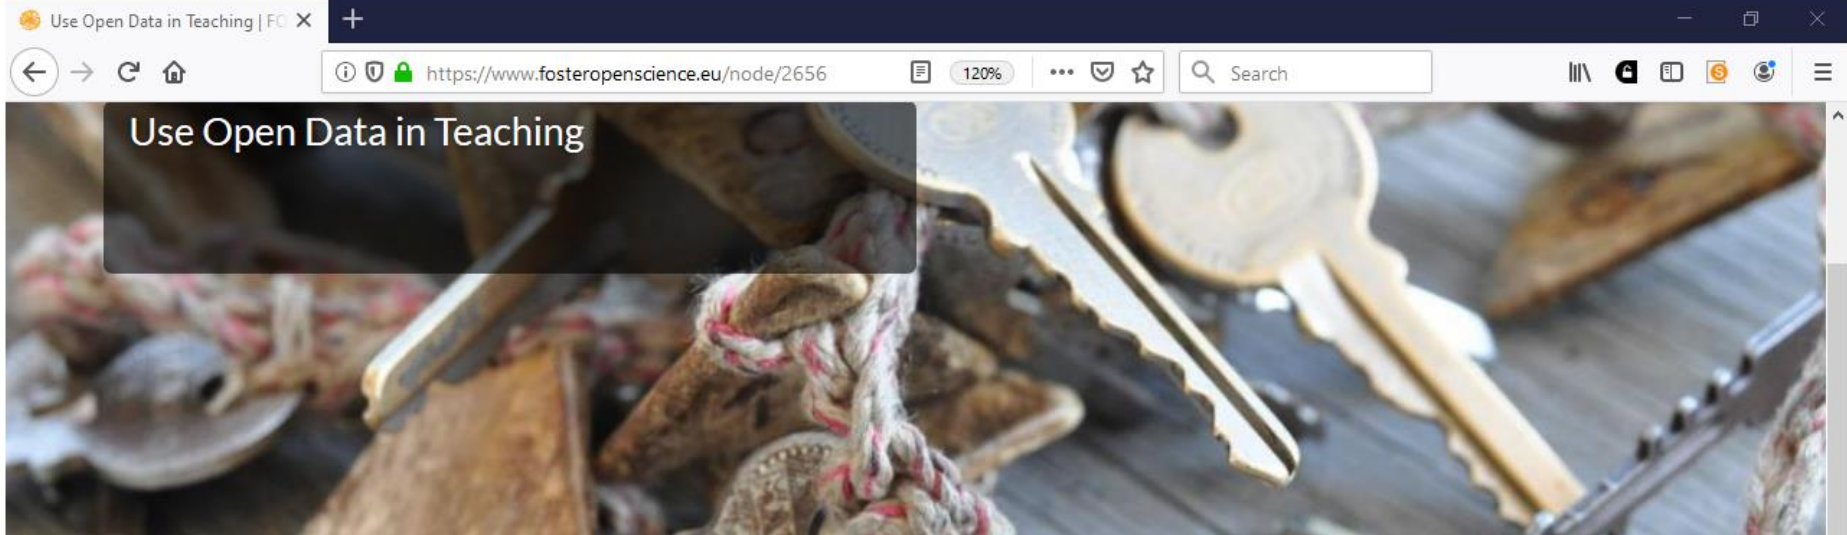 Use Open Data in Teaching | FO
https://www.fosteropenscience.eu/node/2656
120%
Search
Use Open Data in Teaching